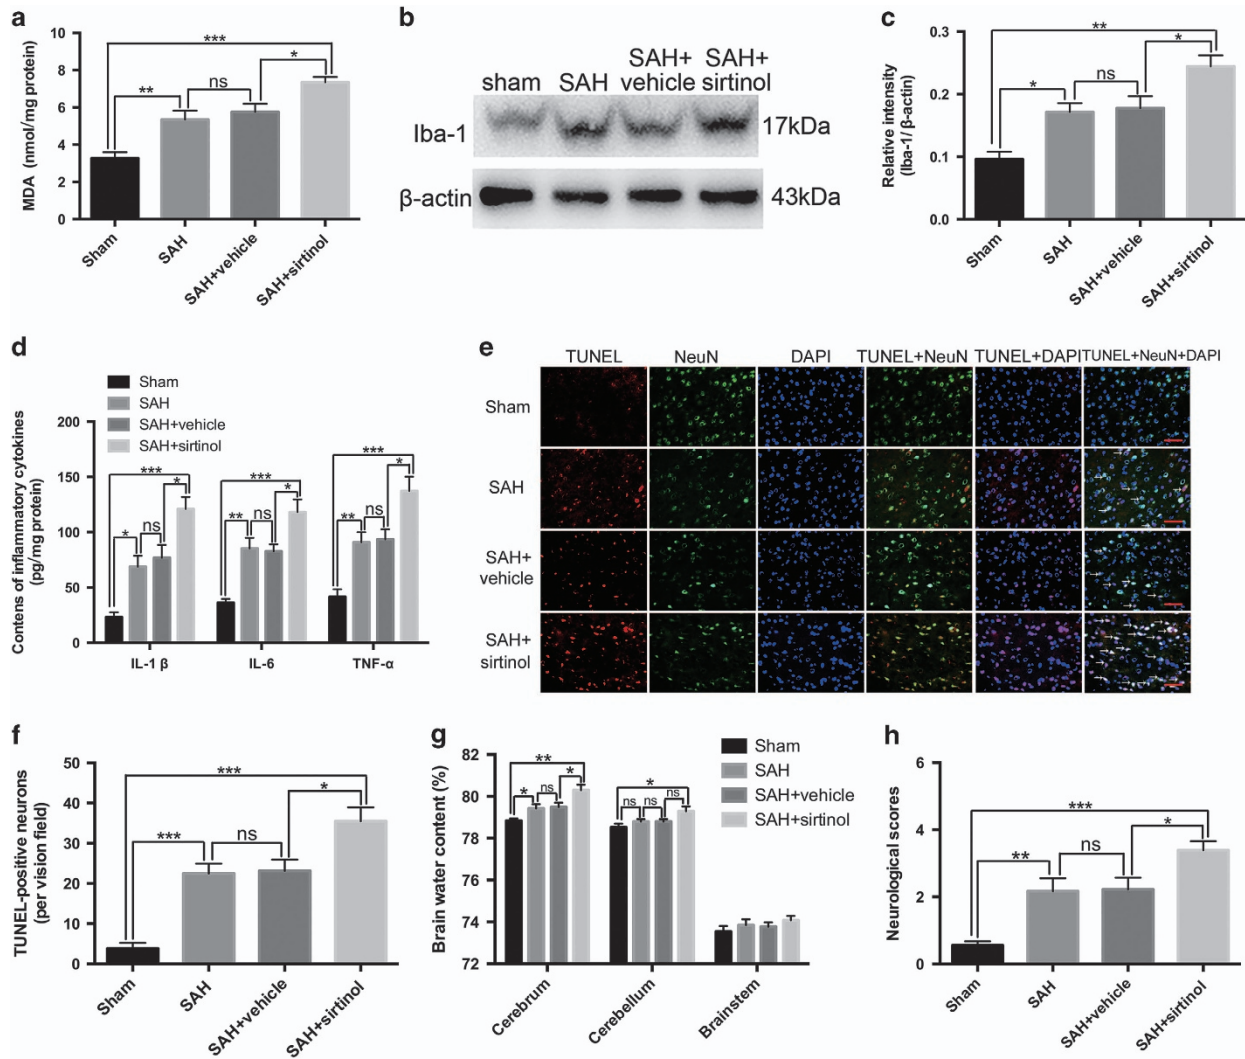 a
MDA (nmol/mg protein)
10
8
6
4
2
0
***
**
ns
*
Sham
SAH
SAH+vehicle
SAH+sirtinol
b
sham
SAH
SAH+
vehicle
SAH+
sirtinol
Iba-1
17kDa
β-actin
43kDa
c
Relative intensity
(Iba-1/ β-actin)
0.3
0.2
0.1
0.0
**
*
ns
*
Sham
SAH
SAH+vehicle
SAH+sirtinol
d
Sham
SAH
SAH+vehicle
SAH+sirtinol
Contens of inflammatory cytokines
(pg/mg protein)
200
150
100
50
0
***
*
ns
*
***
**
ns
*
***
**
ns
*
IL-1 β
IL-6
TNF-α
e
TUNEL
NeuN
DAPI
TUNEL+NeuN
TUNEL+DAPI
TUNEL+NeuN+DAPI
Sham
SAH
SAH+
vehicle
SAH+
sirtinol
f
TUNEL-positive neurons
(per vision field)
50
40
30
20
10
0
***
***
ns
*
Sham
SAH
SAH+vehicle
SAH+sirtinol
g
Brain water content (%)
82
80
78
76
74
72
**
*
ns
*
*
ns
ns
ns
Sham
SAH
SAH+vehicle
SAH+sirtinol
Cerebrum
Cerebellum
Brainstem
h
Neurological scores
6
4
2
0
***
**
ns
*
Sham
SAH
SAH+vehicle
SAH+sirtinol